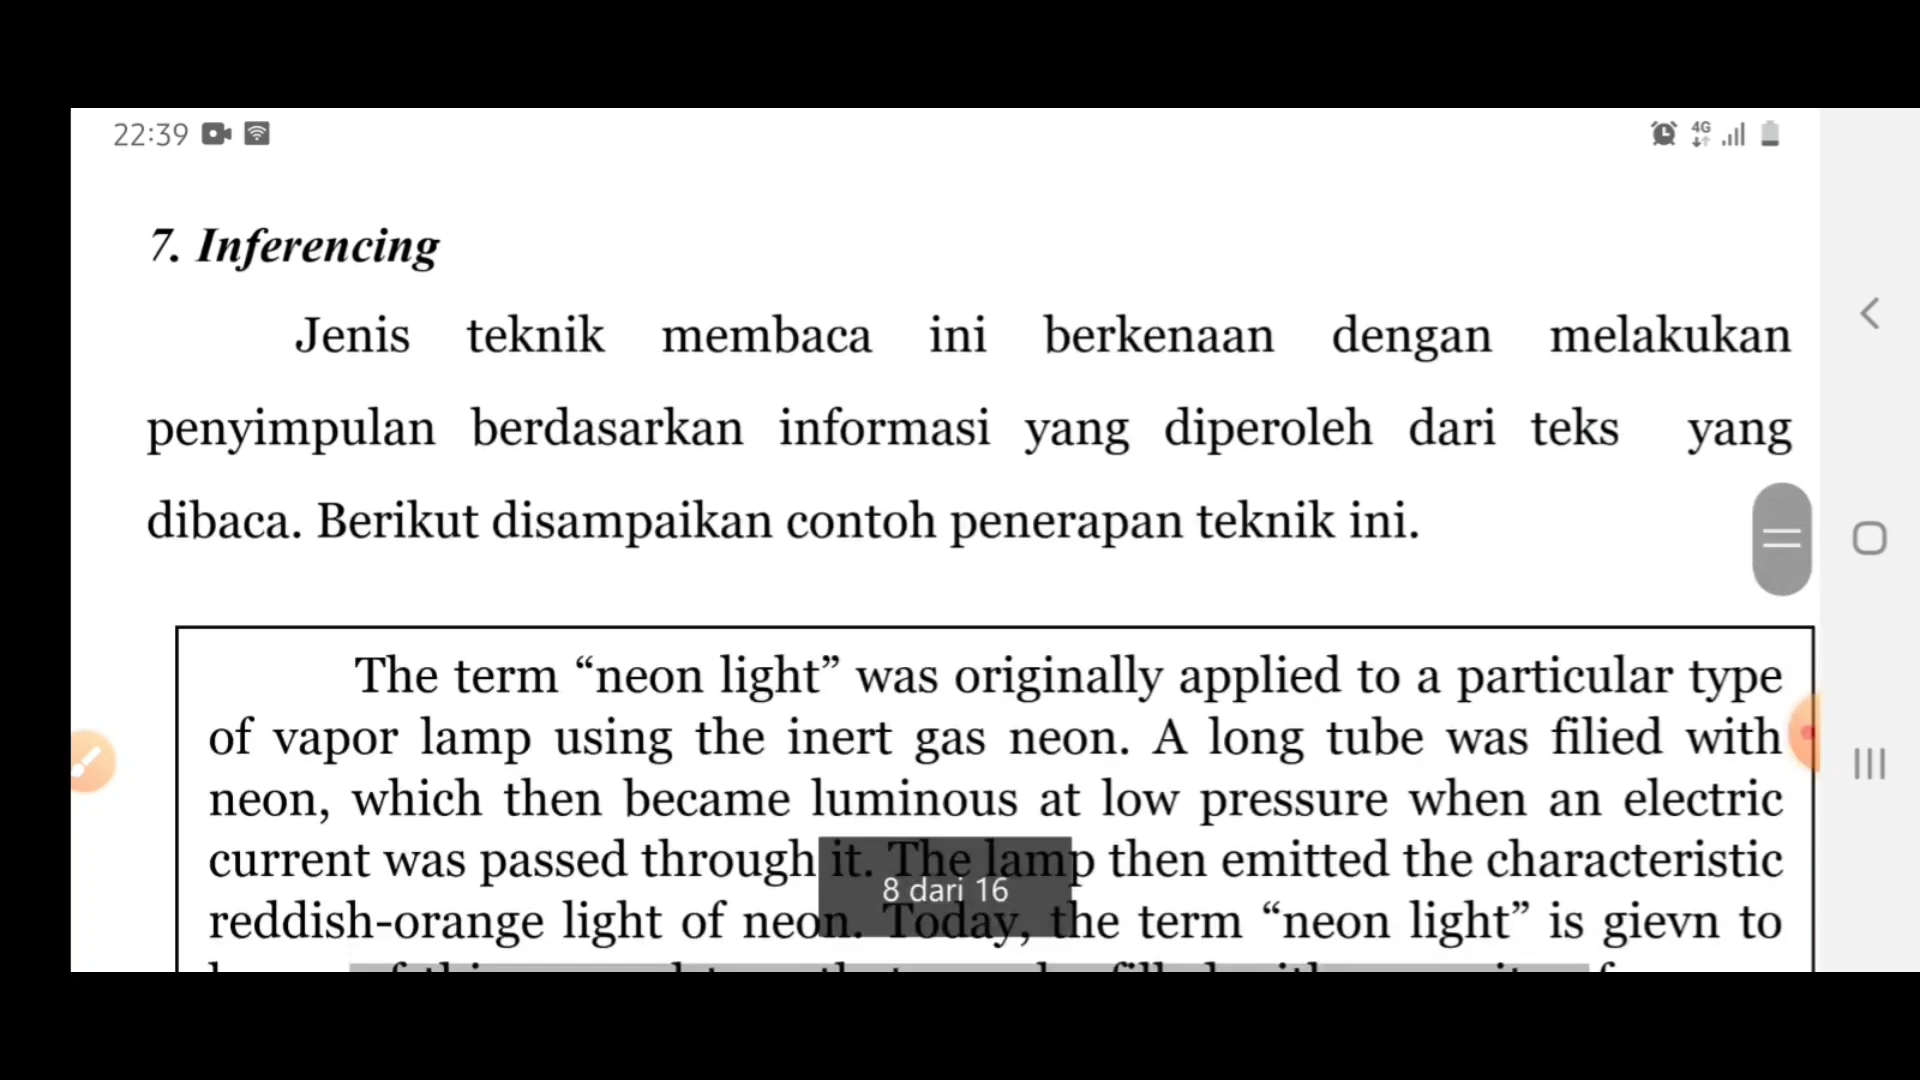 22:39
4G
7. Inferencing
Jenis teknik membaca ini berkenaan dengan melakukan
penyimpulan berdasarkan informasi yang diperoleh dari teks yang
dibaca. Berikut disampaikan contoh penerapan teknik ini.
The term “neon light” was originally applied to a particular type
of vapor lamp using the inert gas neon. A long tube was filied with
neon, which then became luminous at low pressure when an electric
current was passed through it. The lamp then emitted the characteristic
8 dari 16
reddish-orange light of neon. Today, the term “neon light” is gievn to